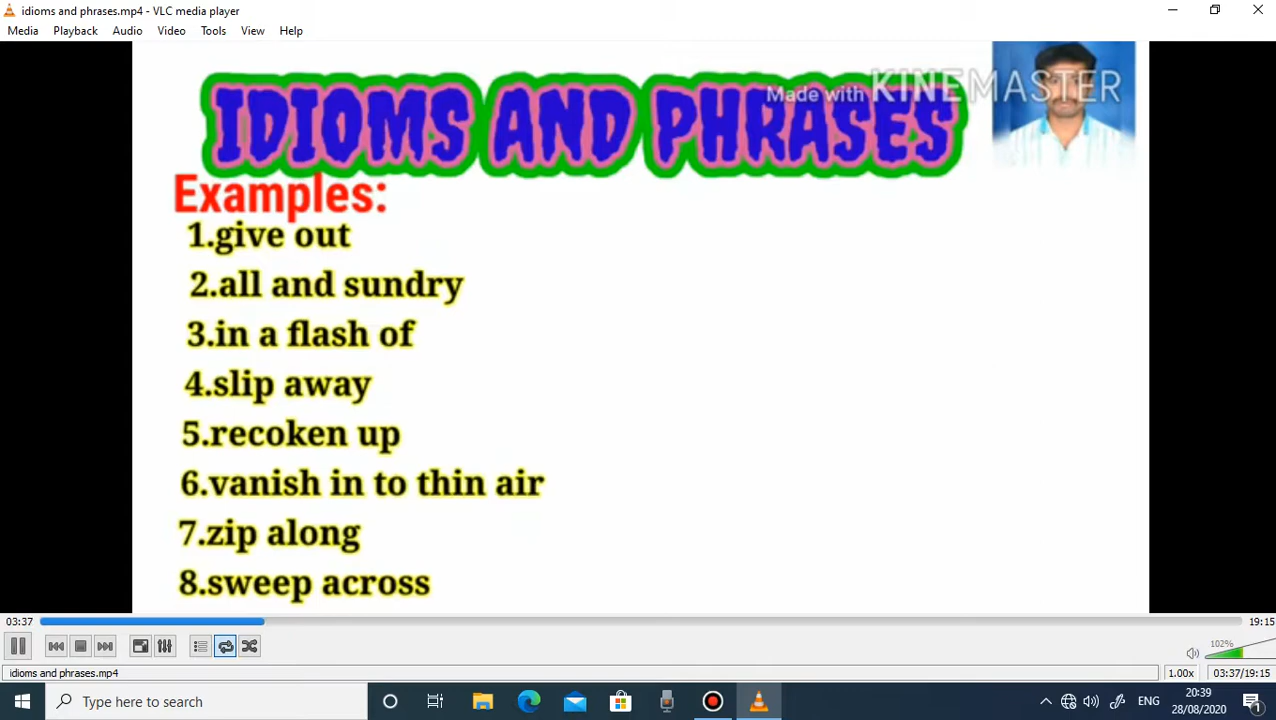 idioms and phrases.mp4 - VLC media player
Media Playback Audio Video Tools View Help
IDIOMS AND PHRASES
Made with KINEMASTER
Examples:
1.give out
2.all and sundry
3.in a flash of
4.slip away
5.recoken up
6.vanish in to thin air
7.zip along
8.sweep across
03:37 19:15
102%
idioms and phrases.mp4 1.00x 03:37/19:15
Type here to search
ENG
20:39
28/08/2020
1